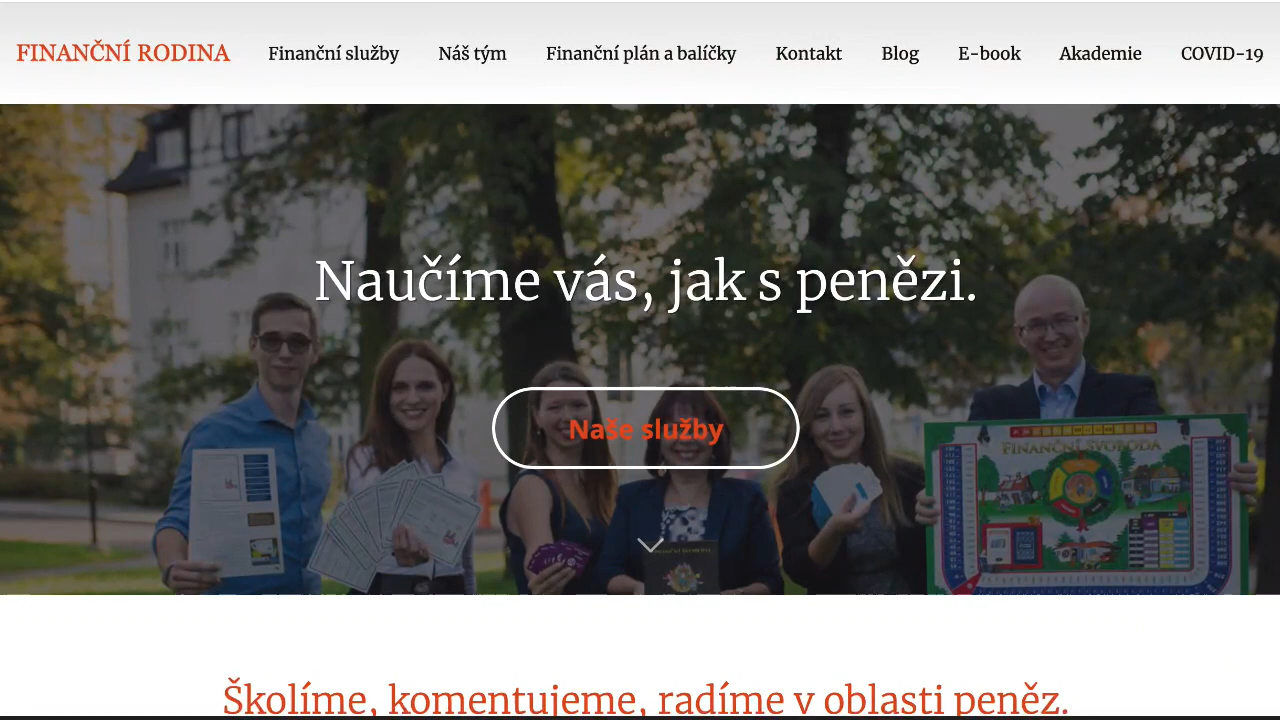 FINANČNÍ RODINA Finanční služby Náš tým Finanční plán a balíčky Kontakt Blog E-book Akademie COVID-19
Naučíme vás, jak s penězi.
Naše služby
FINANČNÍ SVOBODA
Školíme, komentujeme, radíme v oblasti peněz.